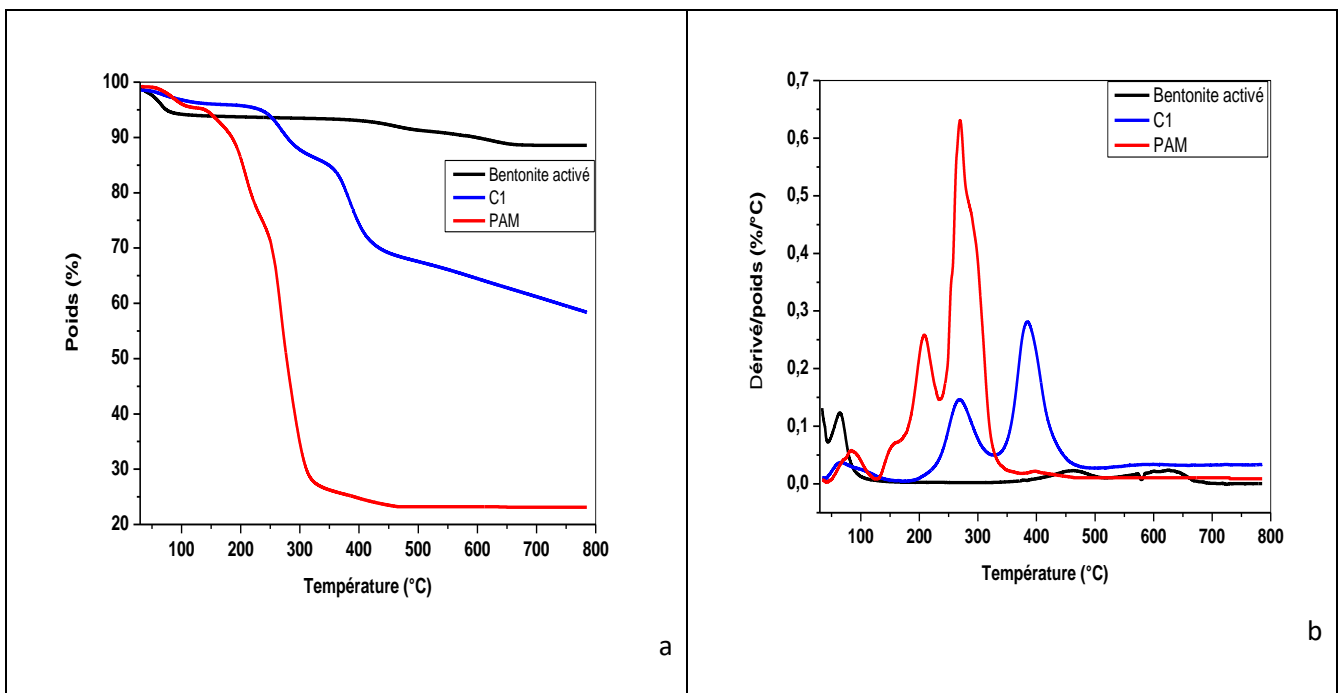 100
90
80
70
60
50
40
30
20
Poids (%)
Bentonite activé
C1
PAM
100 200 300 400 500 600 700 800
Température (°C)
a
0,7
0,6
0,5
0,3
0,2
0,1
0,0
Dérivé/poids (%/°C)
Bentonite activé
C1
PAM
100 200 300 400 500 600 700 800
Température (°C)
b